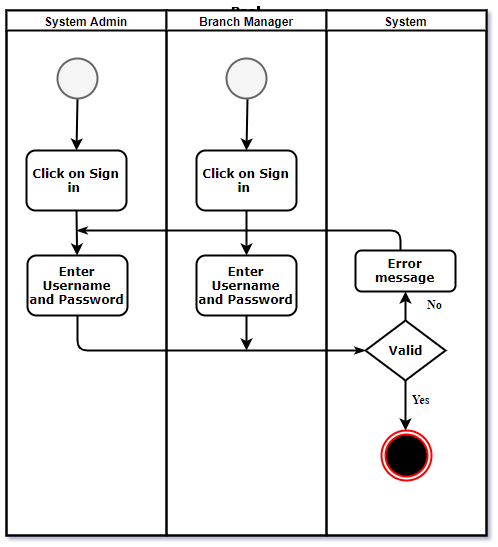 System Admin
Branch Manager
System
Click on Sign
in
Click on Sign
in
Enter
Username
and Password
Enter
Username
and Password
Error
message
No
Valid
Yes